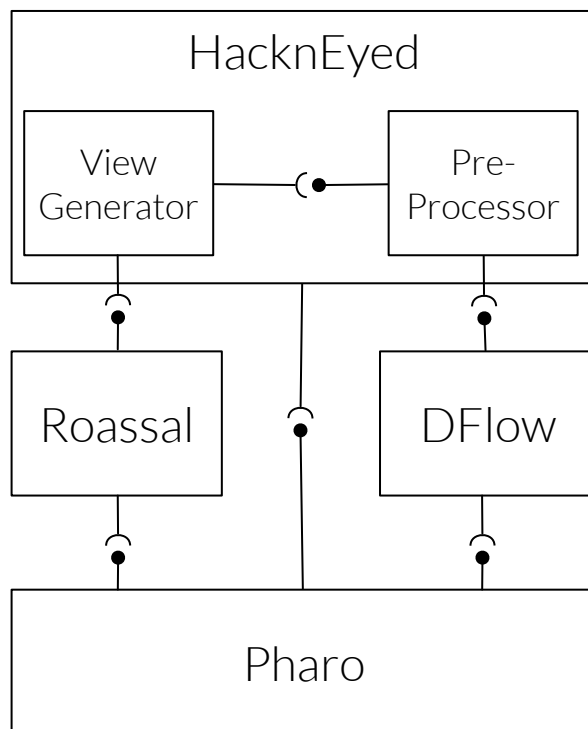 HacknEyed
View
Generator
Pre-
Processor
Roassal
DFlow
Pharo